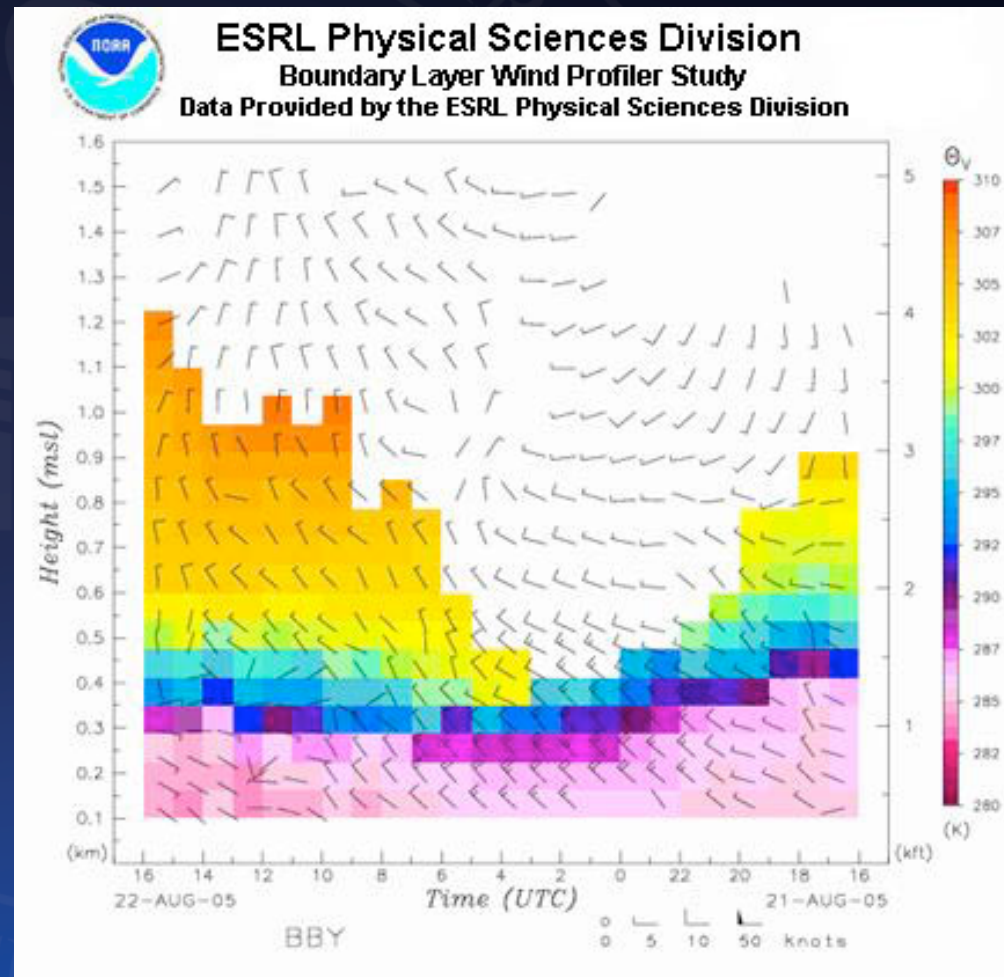 NOAA
ESRL Physical Sciences Division
Boundary Layer Wind Profiler Study
Data Provided by the ESRL Physical Sciences Division
1.6
1.5
1.4
1.3
1.2
1.1
1.0
0.9
0.8
0.7
0.6
0.5
0.4
0.3
0.2
0.1
(km)
Height (msl)
5
4
3
2
1
(kft)
Θv
310
307
305
302
300
297
295
292
290
287
285
282
280
(K)
16 14 12 10 8 6 4 2 0 22 20 18 16
22-AUG-05 Time (UTC) 21-AUG-05
BBY
0 5 10 50 knots